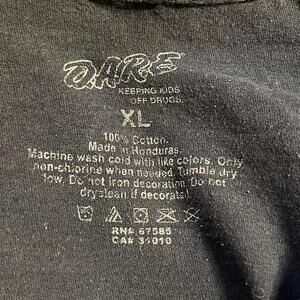 D.A.R.E
KEEPING KIDS
OFF DRUGS.
XL
100% Cotton.
Made in Honduras.
Machine wash cold with like colors. Only
non-chlorine when needed. Tumble dry
low. Do not iron decoration. Do not
dryclean if decorated.
RN# 67585
CA# 31010